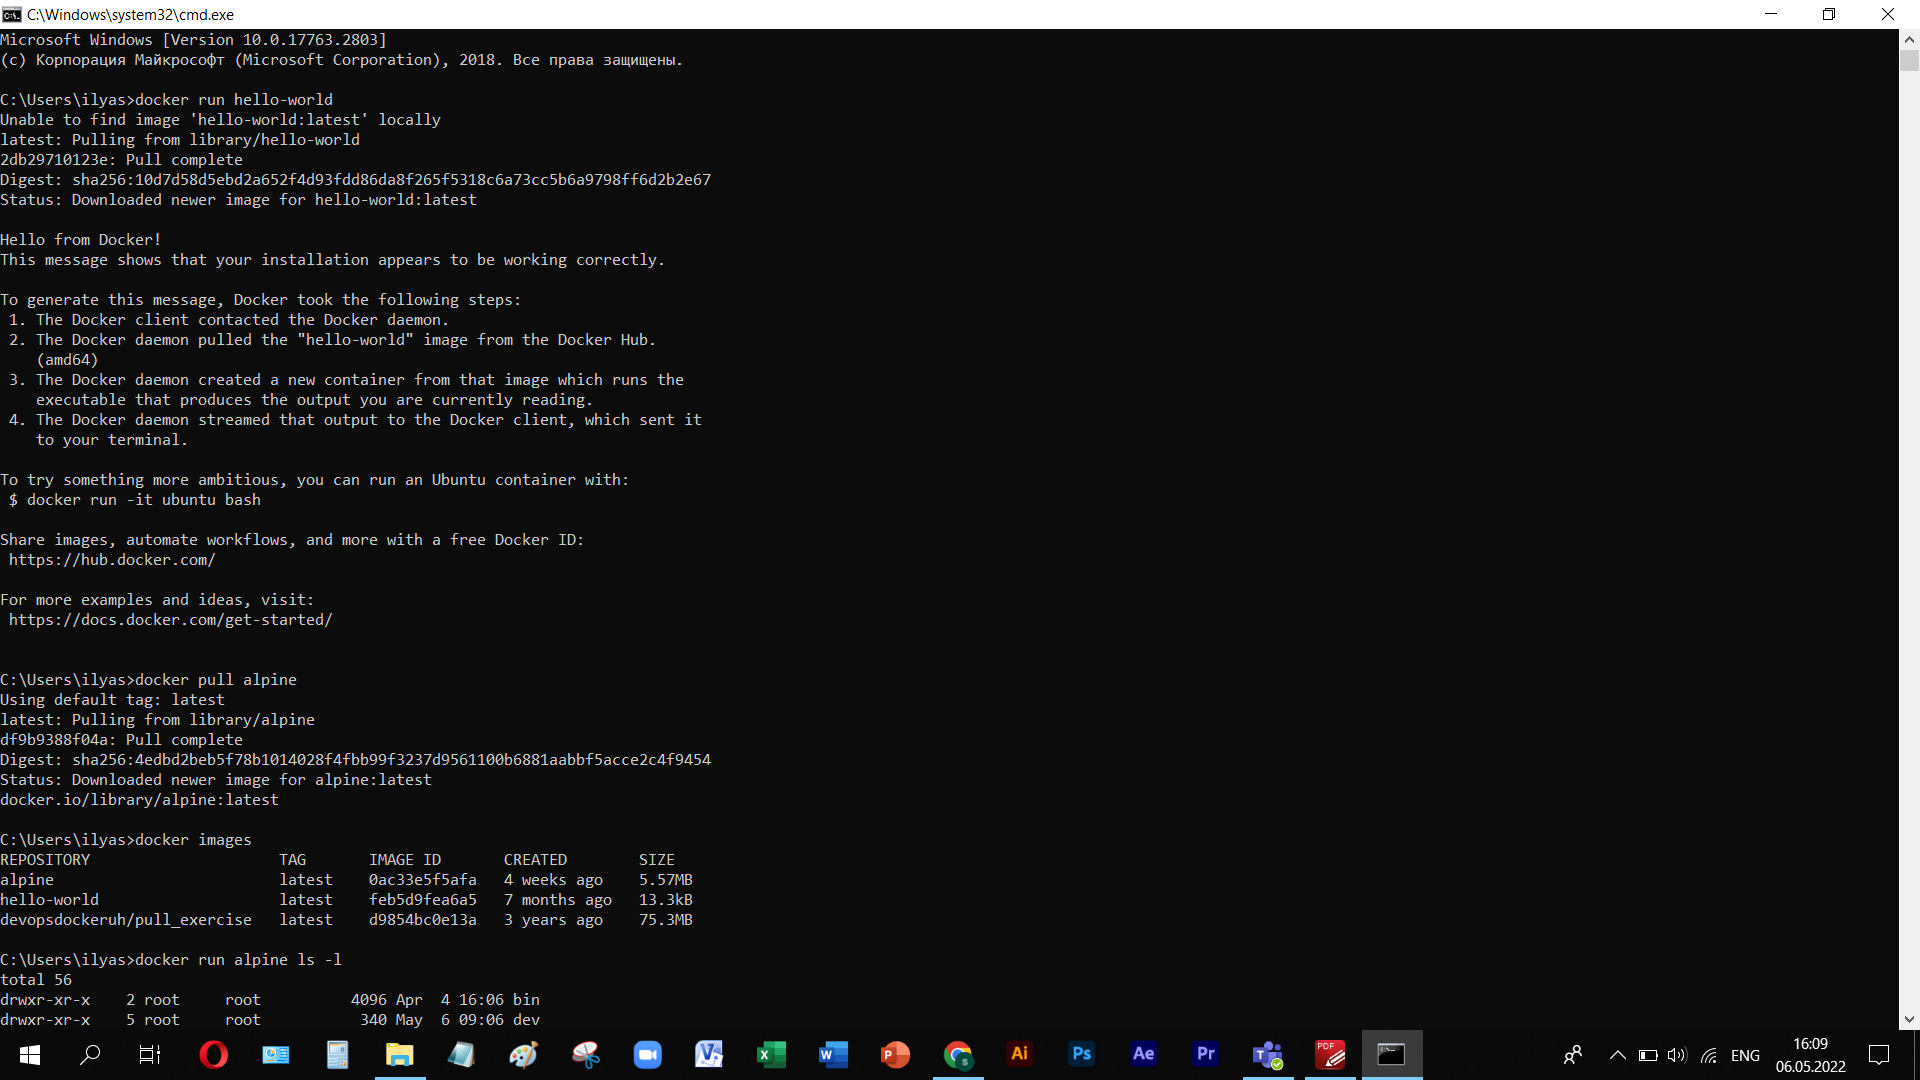 C:\Windows\system32\cmd.exe
Microsoft Windows [Version 10.0.17763.2803]
(c) Корпорация Майкрософт (Microsoft Corporation), 2018. Все права защищены.
C:\Users\ilyas>docker run hello-world
Unable to find image 'hello-world:latest' locally
latest: Pulling from library/hello-world
2db29710123e: Pull complete
Digest: sha256:10d7d58d5ebd2a652f4d93fdd86da8f265f5318c6a73cc5b6a9798ff6d2b2e67
Status: Downloaded newer image for hello-world:latest
Hello from Docker!
This message shows that your installation appears to be working correctly.
To generate this message, Docker took the following steps:
1. The Docker client contacted the Docker daemon.
2. The Docker daemon pulled the "hello-world" image from the Docker Hub.
(amd64)
3. The Docker daemon created a new container from that image which runs the
executable that produces the output you are currently reading.
4. The Docker daemon streamed that output to the Docker client, which sent it
to your terminal.
To try something more ambitious, you can run an Ubuntu container with:
$ docker run -it ubuntu bash
Share images, automate workflows, and more with a free Docker ID:
https://hub.docker.com/
For more examples and ideas, visit:
https://docs.docker.com/get-started/
C:\Users\ilyas>docker pull alpine
Using default tag: latest
latest: Pulling from library/alpine
df9b9388f04a: Pull complete
Digest: sha256:4edbd2beb5f78b1014028f4fbb99f3237d9561100b6881aabbf5acce2c4f9454
Status: Downloaded newer image for alpine:latest
docker.io/library/alpine:latest
C:\Users\ilyas>docker images
REPOSITORY TAG IMAGE ID CREATED SIZE
alpine latest 0ac33e5f5afa 4 weeks ago 5.57MB
hello-world latest feb5d9fea6a5 7 months ago 13.3kB
devopsdockeruh/pull_exercise latest d9854bc0e13a 3 years ago 75.3MB
C:\Users\ilyas>docker run alpine ls -l
total 56
drwxr-xr-x 2 root root 4096 Apr 4 16:06 bin
drwxr-xr-x 5 root root 340 May 6 09:06 dev
Ai Ps Ae Pr PDF ENG
16:09
06.05.2022